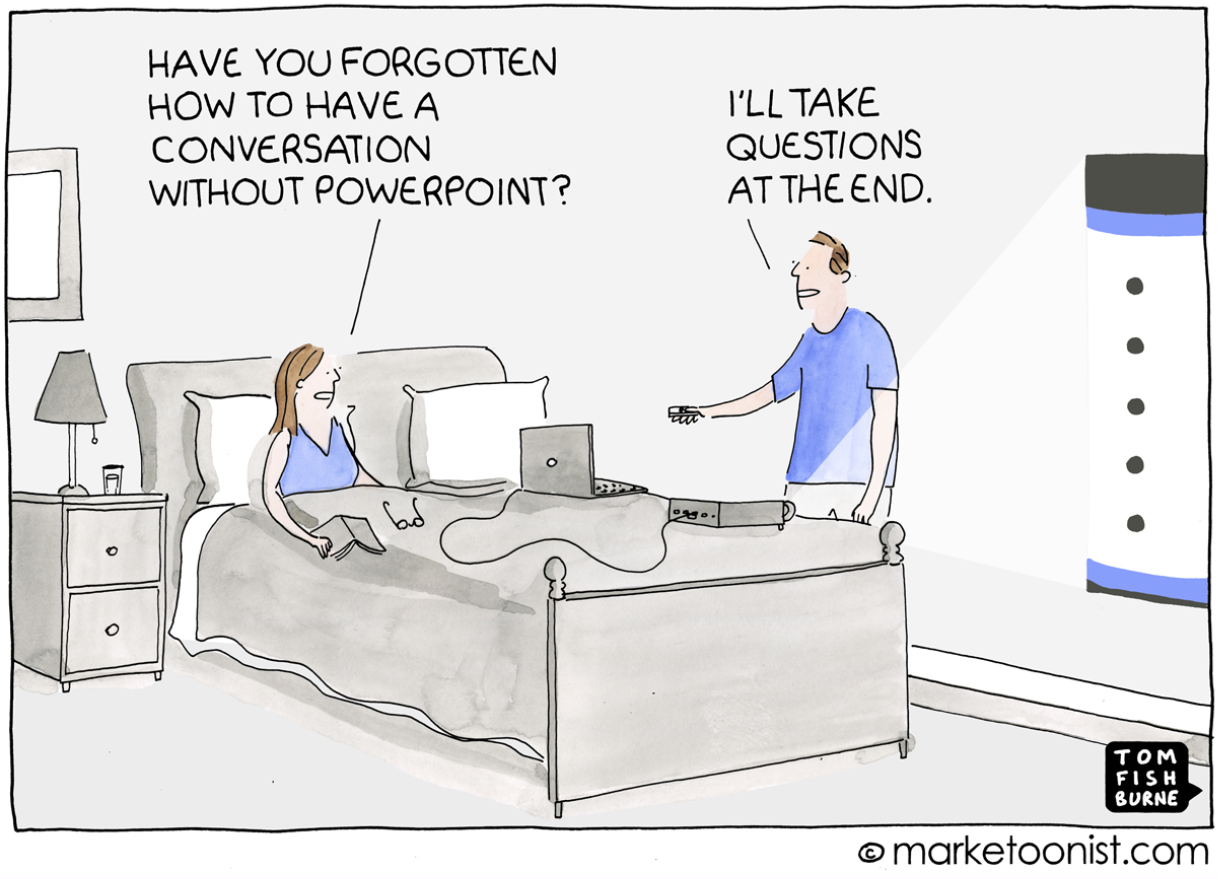 HAVE YOU FORGOTTEN
HOW TO HAVE A
CONVERSATION
WITHOUT POWERPOINT?
I'LL TAKE
QUESTIONS
AT THE END.
TOM
FISH
BURNE
© marketoonist.com